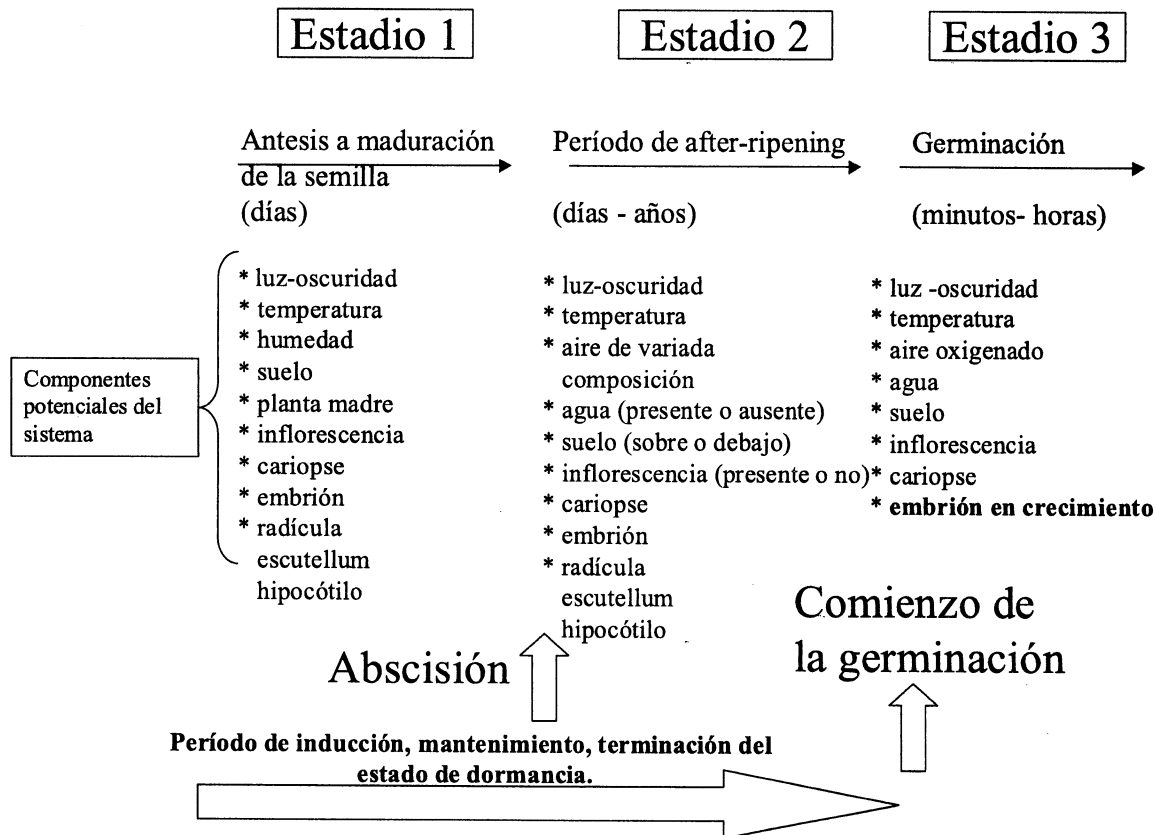 Estadio 1
Estadio 2
Estadio 3
Antesis a maduración
de la semilla
(días)
Período de after-ripening
(días - años)
Germinación
(minutos- horas)
Componentes
potenciales del
sistema
* luz-oscuridad
* temperatura
* humedad
* suelo
* planta madre
* inflorescencia
* cariopse
* embrión
* radícula
escutellum
hipocótilo
* luz-oscuridad
* temperatura
* aire de variada
composición
* agua (presente o ausente)
* suelo (sobre o debajo)
* inflorescencia (presente o no)
* cariopse
* embrión
* radícula
escutellum
hipocótilo
* luz -oscuridad
* temperatura
* aire oxigenado
* agua
* suelo
* inflorescencia
* cariopse
* embrión en crecimiento
Abscisión
Comienzo de
la germinación
Período de inducción, mantenimiento, terminación del
estado de dormancia.